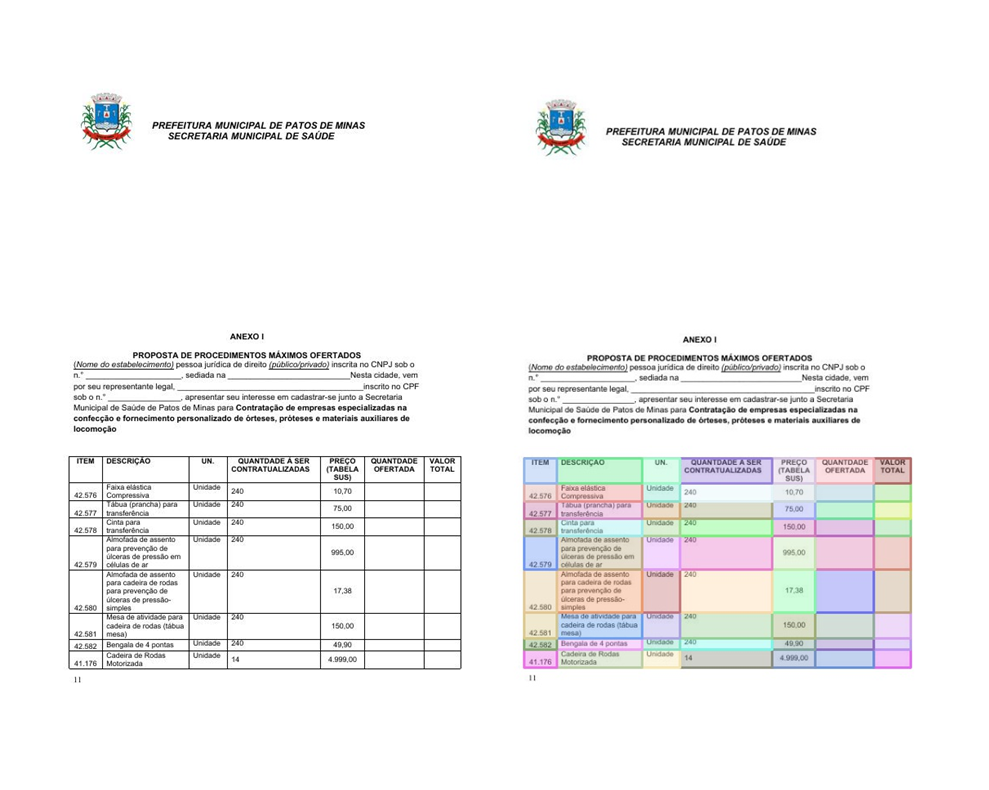 PREFEITURA MUNICIPAL DE PATOS DE MINAS
SECRETARIA MUNICIPAL DE SAÚDE
ANEXO I
PROPOSTA DE PROCEDIMENTOS MÁXIMOS OFERTADOS
(Nome do estabelecimento) pessoa jurídica de direito (público/privado) inscrita no CNPJ sob o
n.° ______________________, sediada na ____________________________Nesta cidade, vem
por seu representante legal, __________________________________________inscrito no CPF
sob o n.° _________________, apresentar seu interesse em cadastrar-se junto a Secretaria
Municipal de Saúde de Patos de Minas para Contratação de empresas especializadas na
confecção e fornecimento personalizado de órteses, próteses e materiais auxiliares de
locomoção
ITEM DESCRIÇÃO UN. QUANTDADE A SER CONTRATUALIZADAS PREÇO (TABELA SUS) QUANTDADE OFERTADA VALOR TOTAL
42.576 Faixa elástica Compressiva Unidade 240 10,70
42.577 Tábua (prancha) para transferência Unidade 240 75,00
42.578 Cinta para transferência Unidade 240 150,00
42.579 Almofada de assento para prevenção de úlceras de pressão em células de ar Unidade 240 995,00
42.580 Almofada de assento para cadeira de rodas para prevenção de úlceras de pressão-simples Unidade 240 17,38
42.581 Mesa de atividade para cadeira de rodas (tábua mesa) Unidade 240 150,00
42.582 Bengala de 4 pontas Unidade 240 49,90
41.176 Cadeira de Rodas Motorizada Unidade 14 4.999,00
11
PREFEITURA MUNICIPAL DE PATOS DE MINAS
SECRETARIA MUNICIPAL DE SAÚDE
ANEXO I
PROPOSTA DE PROCEDIMENTOS MÁXIMOS OFERTADOS
(Nome do estabelecimento) pessoa jurídica de direito (público/privado) inscrita no CNPJ sob o
n.° ______________________, sediada na ____________________________Nesta cidade, vem
por seu representante legal, __________________________________________inscrito no CPF
sob o n.° _________________, apresentar seu interesse em cadastrar-se junto a Secretaria
Municipal de Saúde de Patos de Minas para Contratação de empresas especializadas na
confecção e fornecimento personalizado de órteses, próteses e materiais auxiliares de
locomoção
ITEM DESCRIÇÃO UN. QUANTDADE A SER CONTRATUALIZADAS PREÇO (TABELA SUS) QUANTDADE OFERTADA VALOR TOTAL
42.576 Faixa elástica Compressiva Unidade 240 10,70
42.577 Tábua (prancha) para transferência Unidade 240 75,00
42.578 Cinta para transferência Unidade 240 150,00
42.579 Almofada de assento para prevenção de úlceras de pressão em células de ar Unidade 240 995,00
42.580 Almofada de assento para cadeira de rodas para prevenção de úlceras de pressão-simples Unidade 240 17,38
42.581 Mesa de atividade para cadeira de rodas (tábua mesa) Unidade 240 150,00
42.582 Bengala de 4 pontas Unidade 240 49,90
41.176 Cadeira de Rodas Motorizada Unidade 14 4.999,00
11